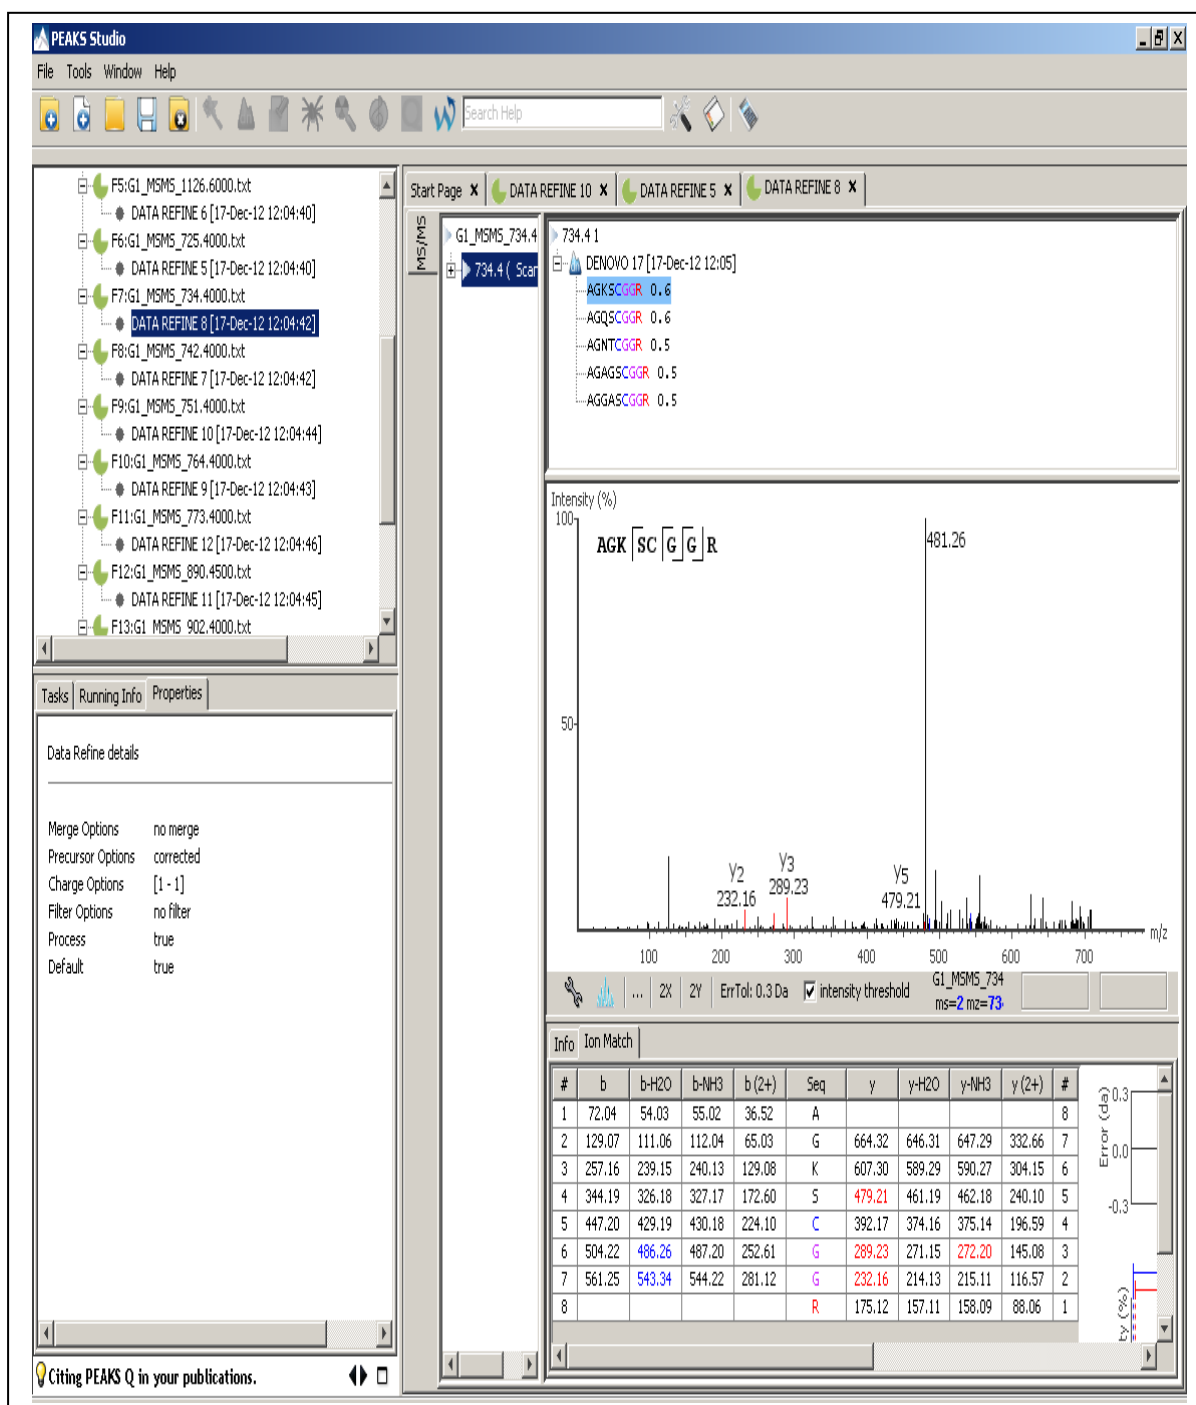 PEAKS Studio
File Tools Window Help
Search Help
F5:G1_MSMS_1126.6000.txt
DATA REFINE 6 [17-Dec-12 12:04:40]
F6:G1_MSMS_725.4000.txt
DATA REFINE 5 [17-Dec-12 12:04:40]
F7:G1_MSMS_734.4000.txt
DATA REFINE 8 [17-Dec-12 12:04:42]
F8:G1_MSMS_742.4000.txt
DATA REFINE 7 [17-Dec-12 12:04:42]
F9:G1_MSMS_751.4000.txt
DATA REFINE 10 [17-Dec-12 12:04:44]
F10:G1_MSMS_764.4000.txt
DATA REFINE 9 [17-Dec-12 12:04:43]
F11:G1_MSMS_773.4000.txt
DATA REFINE 12 [17-Dec-12 12:04:46]
F12:G1_MSMS_890.4500.txt
DATA REFINE 11 [17-Dec-12 12:04:45]
F13:G1 MSMS 902.4000.txt
Tasks Running Info Properties
Data Refine details
Merge Options no merge
Precursor Options corrected
Charge Options [1 - 1]
Filter Options no filter
Process true
Default true
Citing PEAKS Q in your publications.
Start Page DATA REFINE 10 DATA REFINE 5 DATA REFINE 8
MS/MS
G1_MSMS_734.4
734.4 ( Scar
734.4 1
DENOVO 17 [17-Dec-12 12:05]
AGKSCGGR 0.6
AGQSCGGR 0.6
AGNTCGGR 0.5
AGAGSCGGR 0.5
AGGASCGGR 0.5
Intensity (%)
100
AGK SC G G R
481.26
50
y2
232.16
y3
289.23
y5
479.21
m/z
100 200 300 400 500 600 700
... 2X 2Y ErrTol: 0.3 Da intensity threshold
G1_MSMS_734
ms=2 mz=73
Info Ion Match
# b b-H2O b-NH3 b (2+) Seq y y-H2O y-NH3 y (2+) #
1 72.04 54.03 55.02 36.52 A 8
2 129.07 111.06 112.04 65.03 G 664.32 646.31 647.29 332.66 7
3 257.16 239.15 240.13 129.08 K 607.30 589.29 590.27 304.15 6
4 344.19 326.18 327.17 172.60 S 479.21 461.19 462.18 240.10 5
5 447.20 429.19 430.18 224.10 C 392.17 374.16 375.14 196.59 4
6 504.22 486.26 487.20 252.61 G 289.23 271.15 272.20 145.08 3
7 561.25 543.34 544.22 281.12 G 232.16 214.13 215.11 116.57 2
8 R 175.12 157.11 158.09 88.06 1
Error (da)
0.3
0.0
-0.3
ty (%)